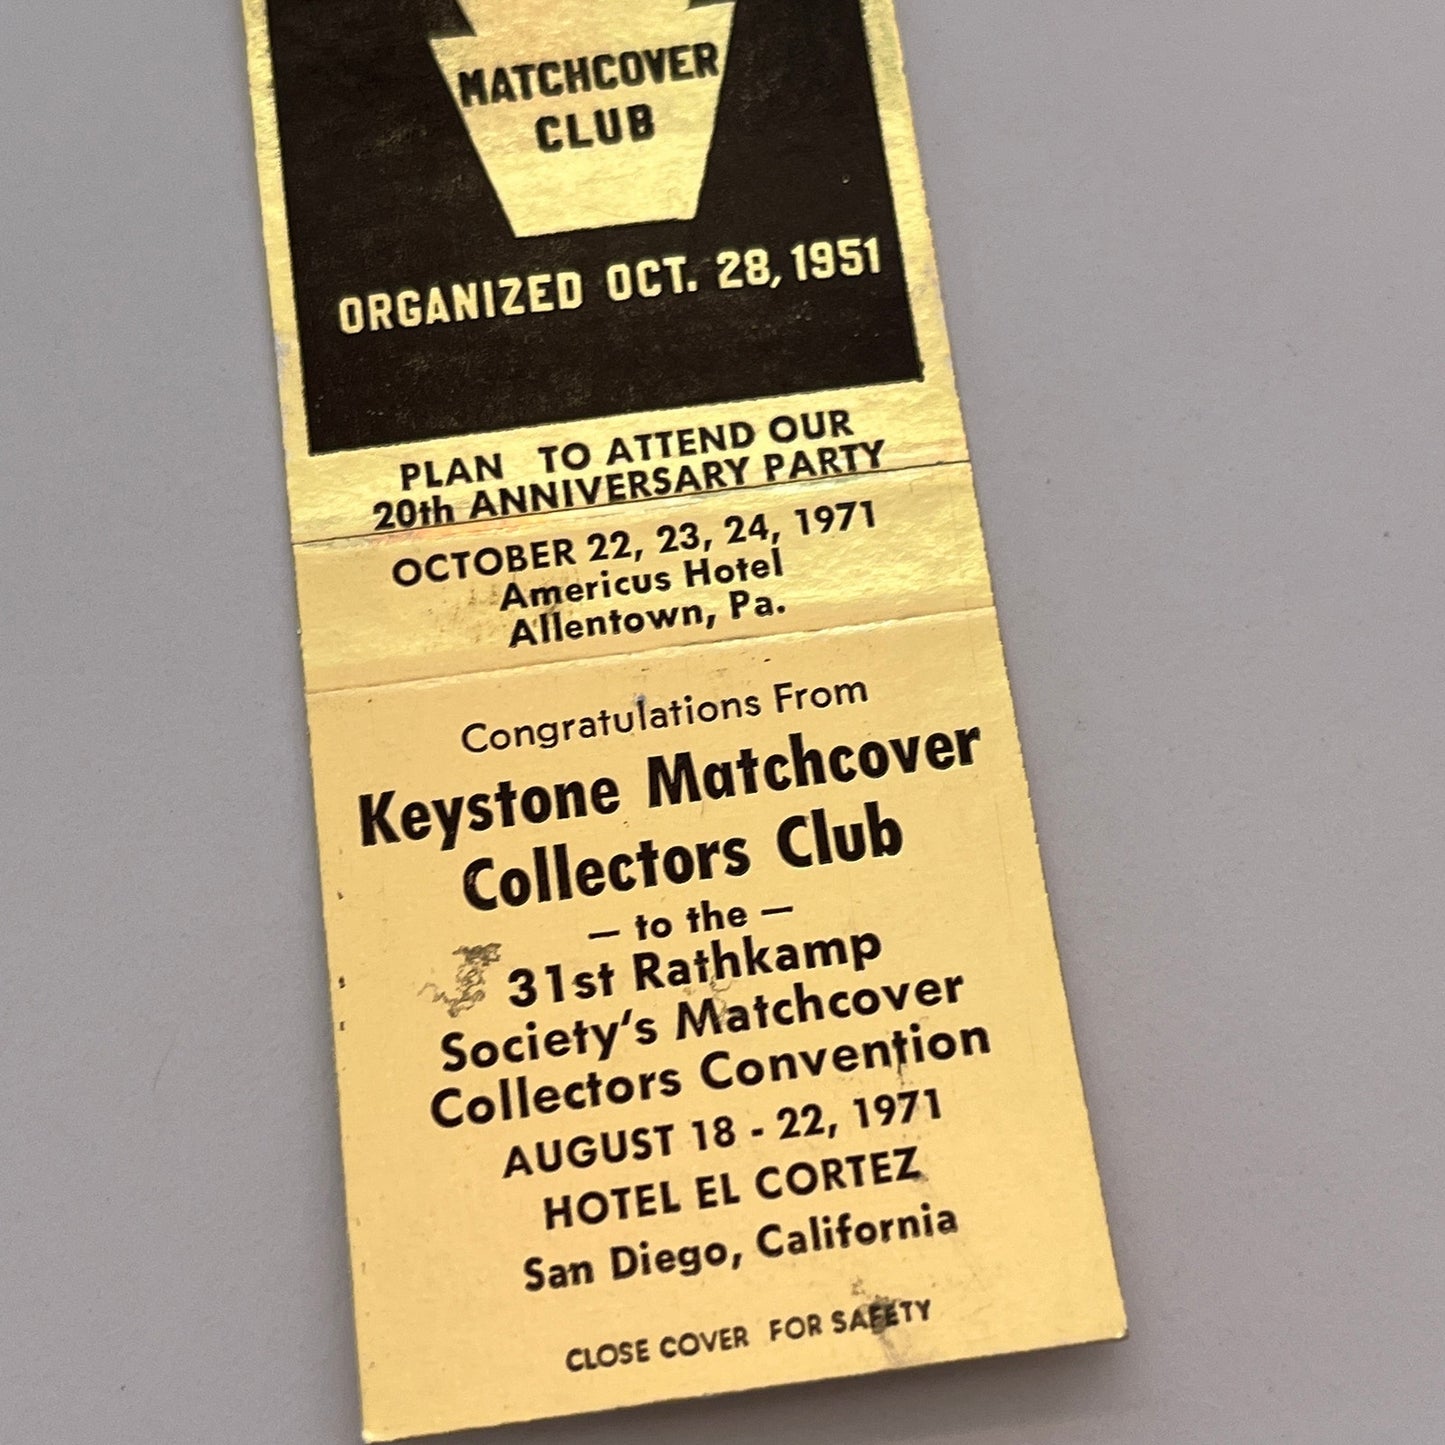 MATCHCOVER
CLUB
ORGANIZED OCT. 28, 1951
PLAN TO ATTEND OUR
20th ANNIVERSARY PARTY
OCTOBER 22, 23, 24, 1971
Americus Hotel
Allentown, Pa.
Congratulations From
Keystone Matchcover
Collectors Club
— to the —
31st Rathkamp
Society's Matchcover
Collectors Convention
AUGUST 18 - 22, 1971
HOTEL EL CORTEZ
San Diego, California
CLOSE COVER FOR SAFETY